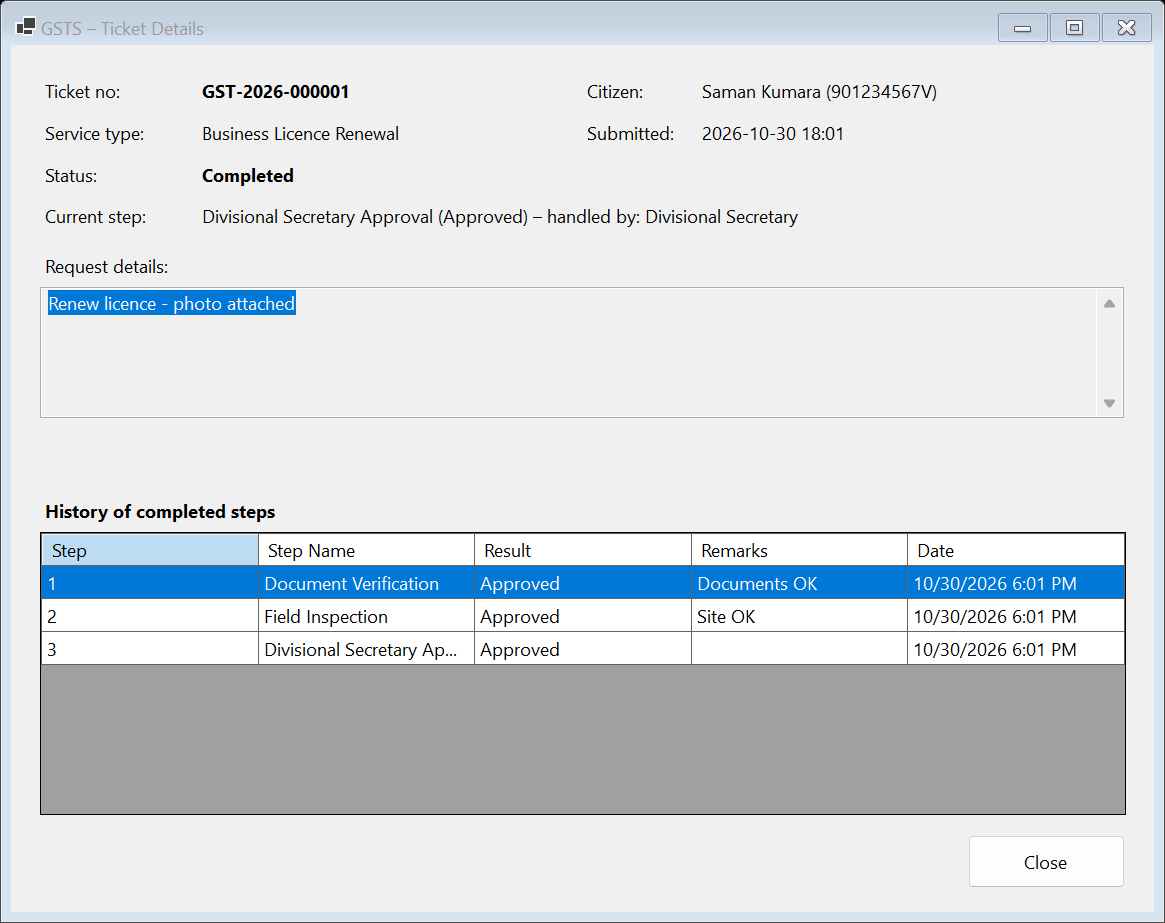 GSTS – Ticket Details
Ticket no: GST-2026-000001 Citizen: Saman Kumara (901234567V)
Service type: Business Licence Renewal Submitted: 2026-10-30 18:01
Status: Completed
Current step: Divisional Secretary Approval (Approved) – handled by: Divisional Secretary
Request details:
Renew licence - photo attached
History of completed steps
Step Step Name Result Remarks Date
1 Document Verification Approved Documents OK 10/30/2026 6:01 PM
2 Field Inspection Approved Site OK 10/30/2026 6:01 PM
3 Divisional Secretary Ap... Approved 10/30/2026 6:01 PM
Close